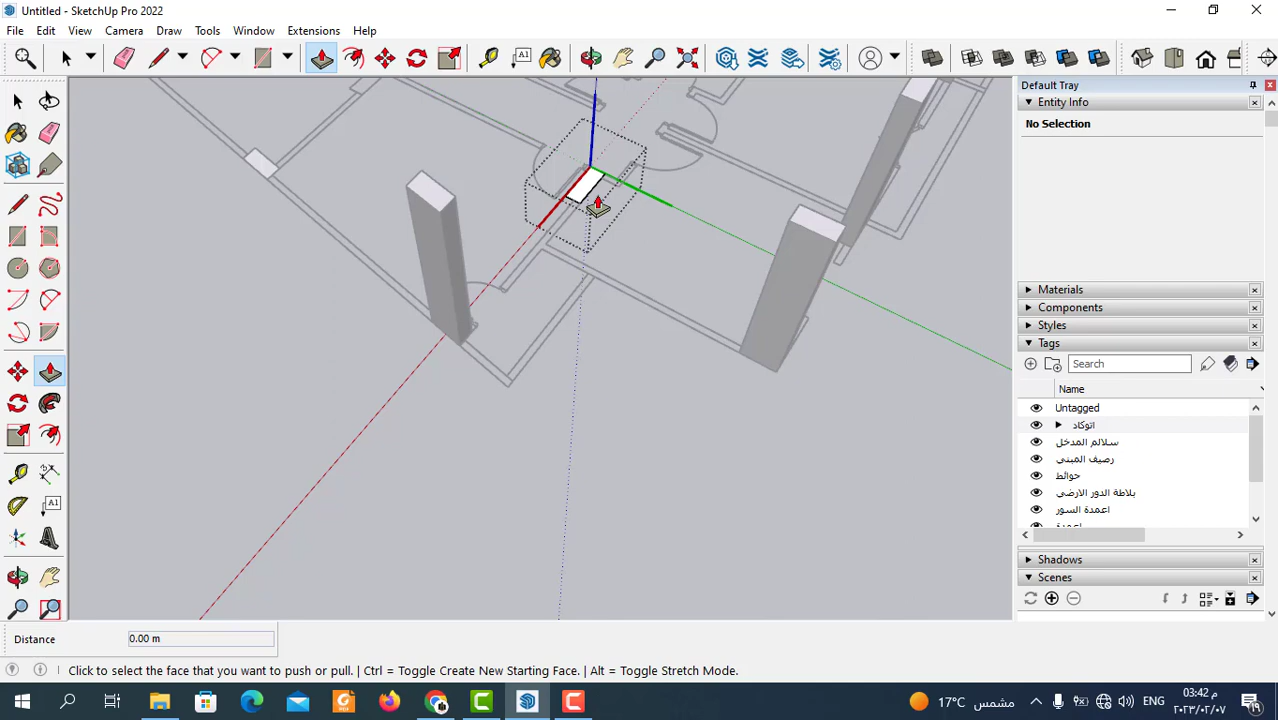 Untitled - SketchUp Pro 2022
File Edit View Camera Draw Tools Window Extensions Help
Default Tray
Entity Info
No Selection
Materials
Components
Styles
Tags
Search
Name
Untagged
اتوكاد
سلالم المدخل
رصيف المبني
حوائط
بلاطة الدور الارضي
اعمدة السور
اعمدة
Shadows
Scenes
Distance 0.00 m
Click to select the face that you want to push or pull. | Ctrl = Toggle Create New Starting Face. | Alt = Toggle Stretch Mode.
17°C مشمس
ENG
03:42 م
٢٠٢٣/٠٢/٠٧